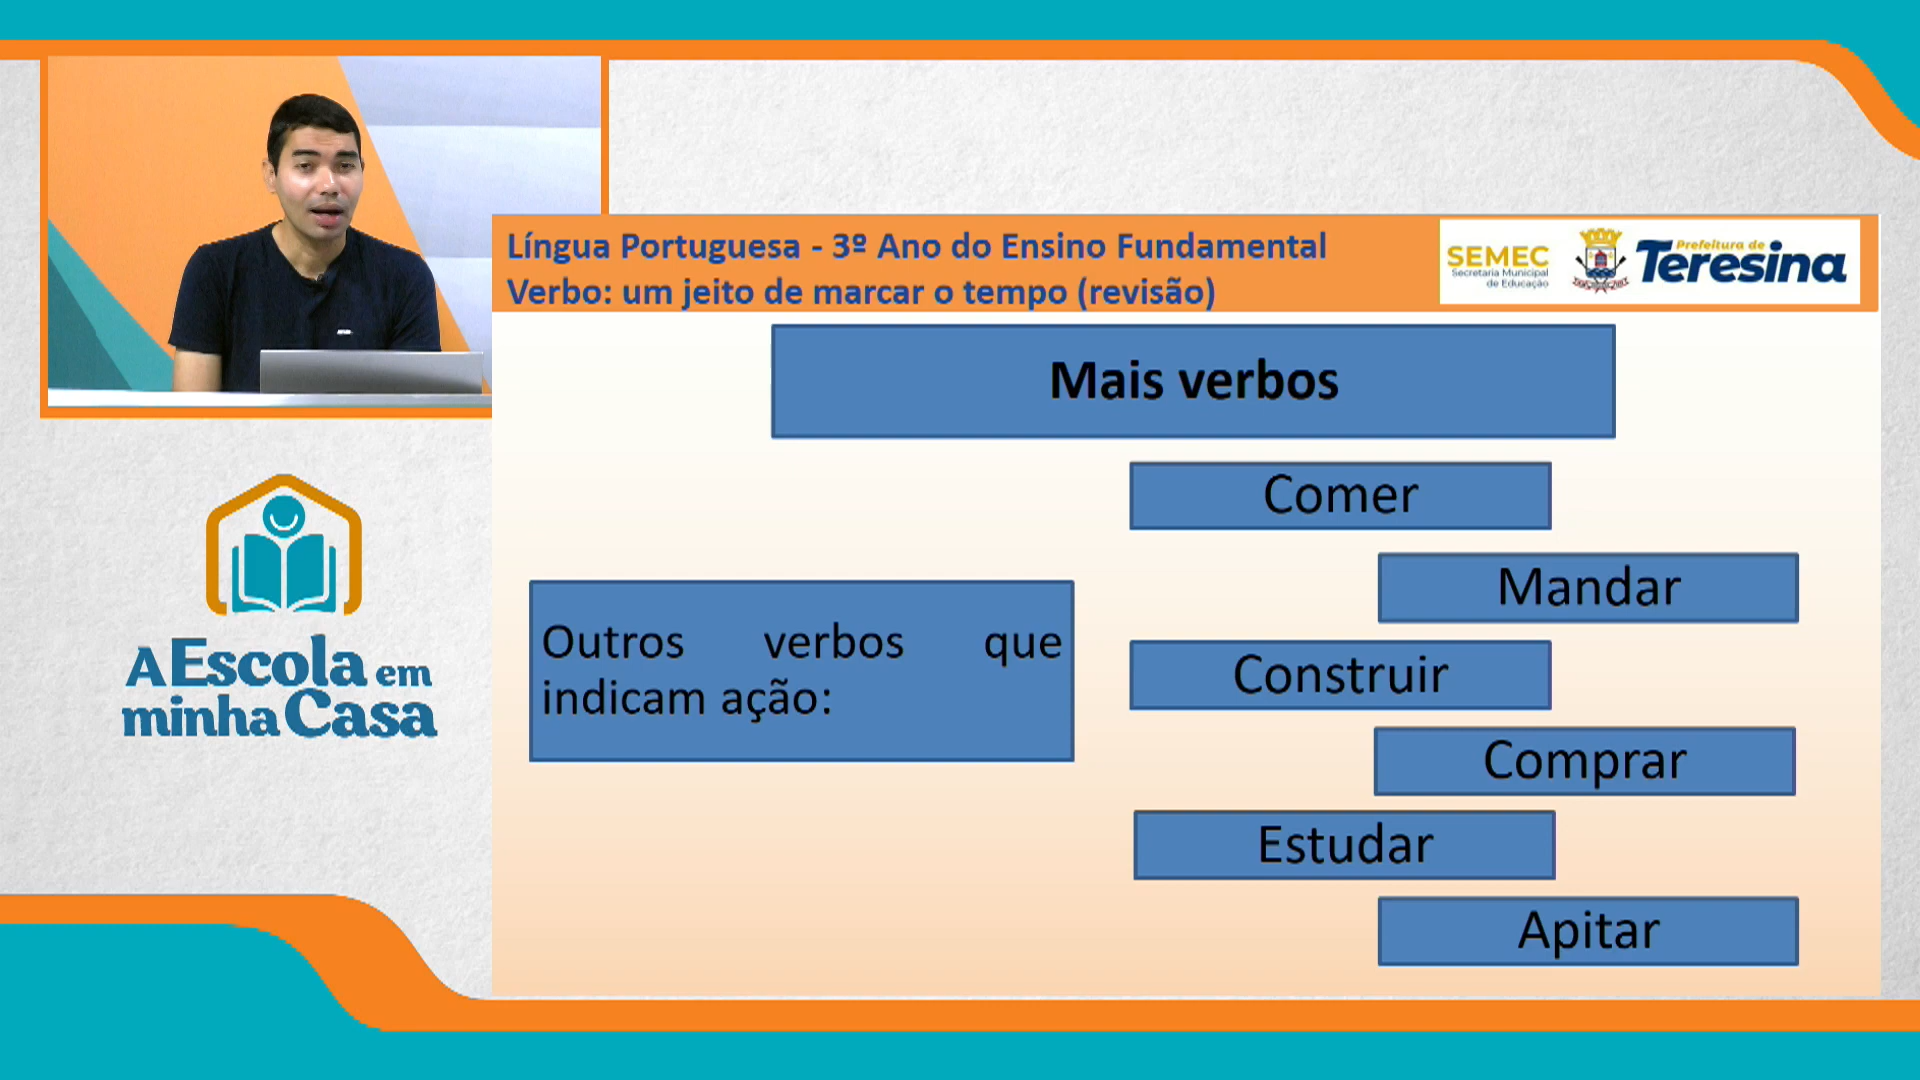 Língua Portuguesa - 3º Ano do Ensino Fundamental
Verbo: um jeito de marcar o tempo (revisão)
SEMEC
Secretaria Municipal
de Educação
Prefeitura de
Teresina
Mais verbos
Comer
Mandar
Construir
Comprar
Estudar
Apitar
Outros verbos que
indicam ação:
A Escola em
minha Casa